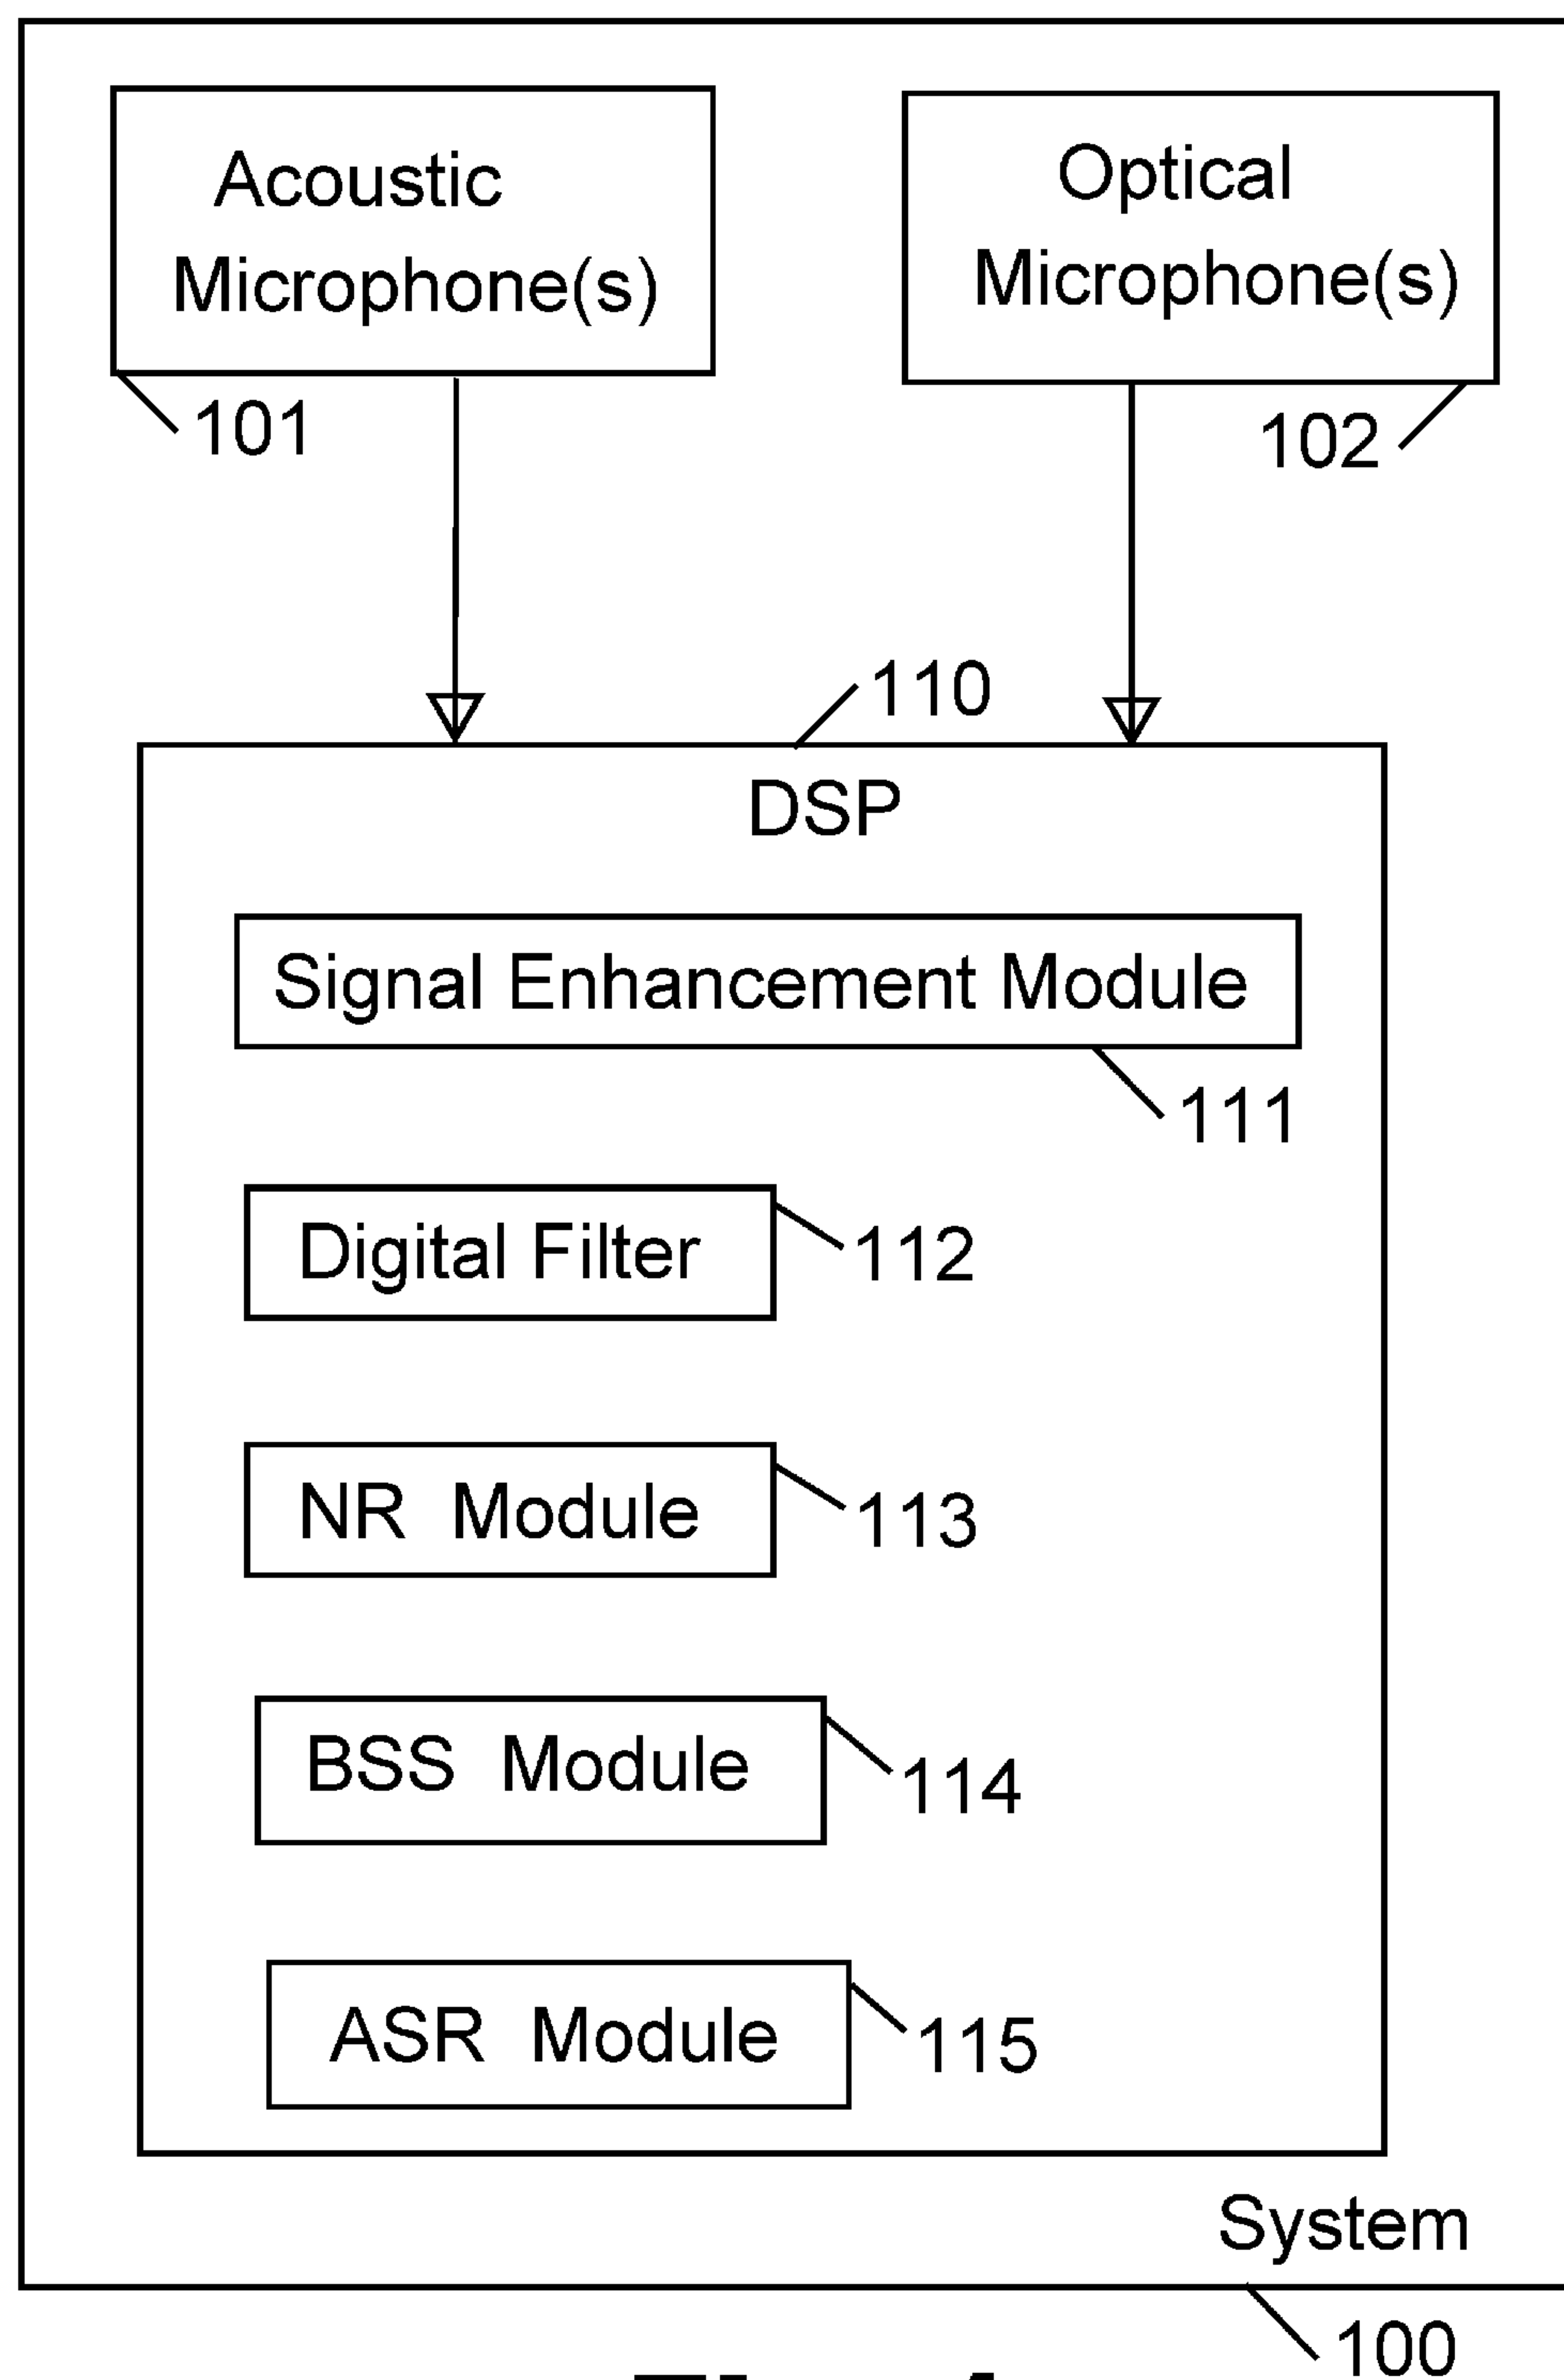 Acoustic
Microphone(s)
101
Optical
Microphone(s)
102
110
DSP
Signal Enhancement Module
111
Digital Filter
112
NR Module
113
BSS Module
114
ASR Module
115
System
100